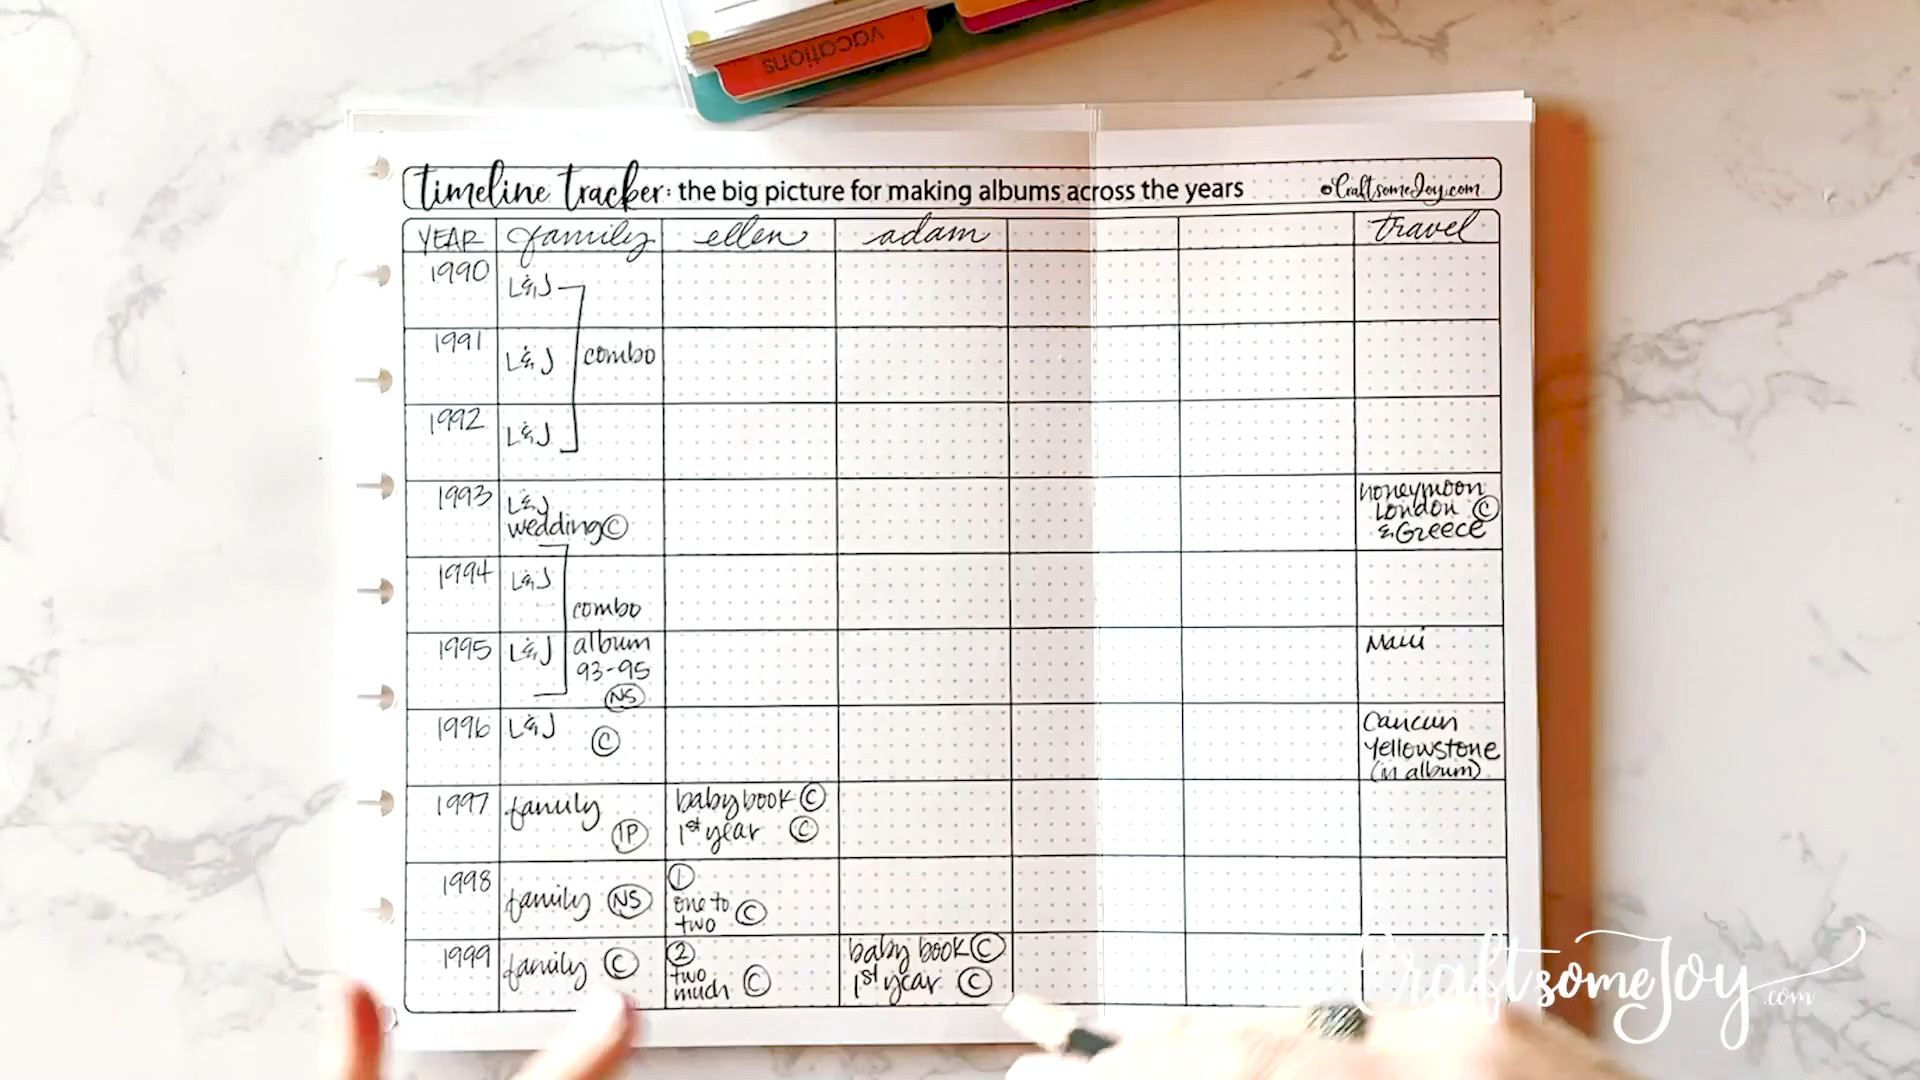 vacations
timeline tracker: the big picture for making albums across the years
©CraftsomeJoy.com
YEAR family ellen adam travel
1990 L&J
1991 L&J combo
1992 L&J
1993 L&J
wedding ©
honeymoon
London ©
& Greece
1994 L&J
combo
1995 L&J album
93-95
NS
Maui
1996 L&J
C
Cancun
Yellowstone
(in album)
1997 family
IP
baby book ©
1st year ©
1998 family NS
1
one to
two ©
1999 family ©
2
two
much ©
baby book ©
1st year ©
CraftsomeJoy.com